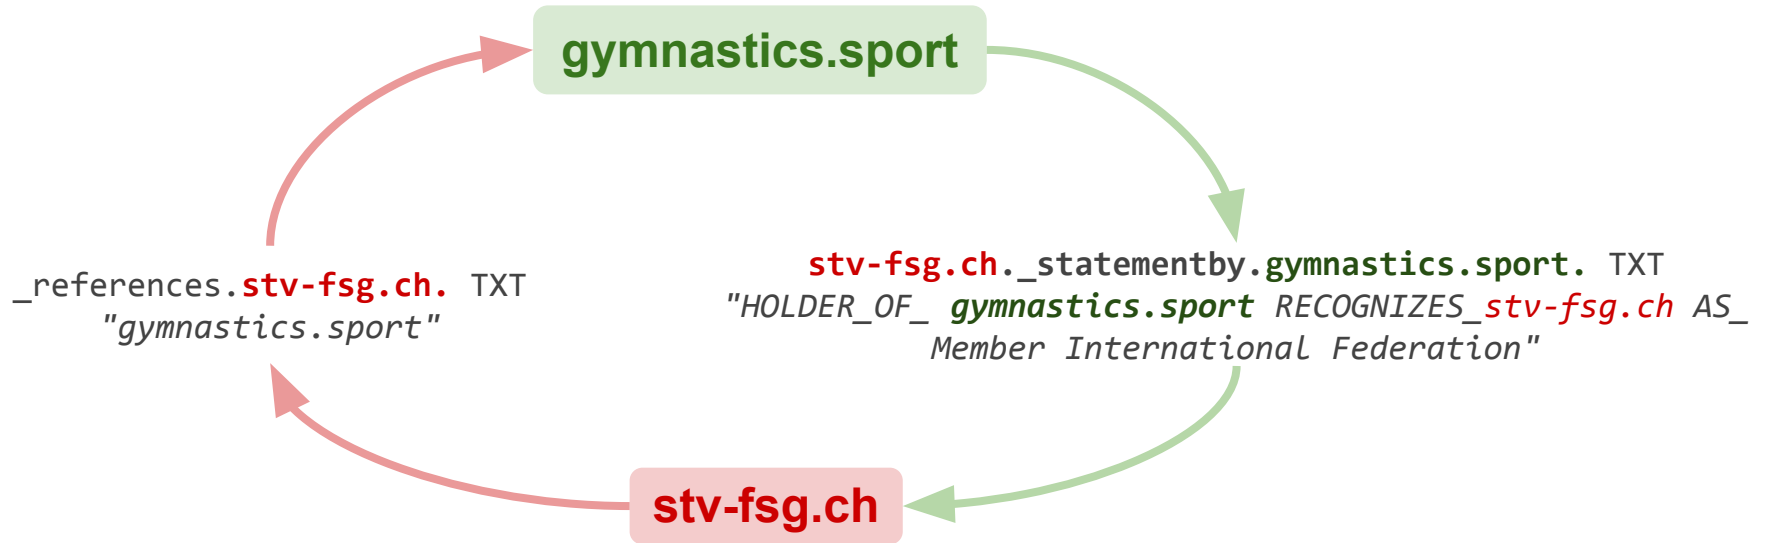 gymnastics.sport
_references.stv-fsg.ch. TXT
"gymnastics.sport"
stv-fsg.ch._statementby.gymnastics.sport. TXT
"HOLDER_OF_ gymnastics.sport RECOGNIZES_stv-fsg.ch AS_
Member International Federation"
stv-fsg.ch